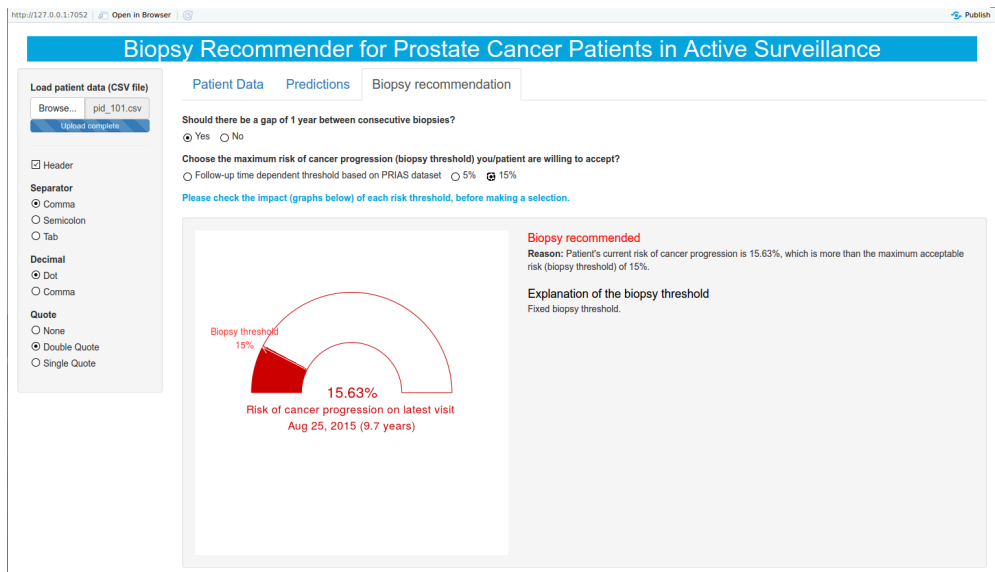 http://127.0.0.1:7052
Open in Browser
Publish
Biopsy Recommender for Prostate Cancer Patients in Active Surveillance
Load patient data (CSV file)
Browse... pid_101.csv
Upload complete
Header
Separator
Comma
Semicolon
Tab
Decimal
Dot
Comma
Quote
None
Double Quote
Single Quote
Patient Data Predictions Biopsy recommendation
Should there be a gap of 1 year between consecutive biopsies?
Yes No
Choose the maximum risk of cancer progression (biopsy threshold) you/patient are willing to accept?
Follow-up time dependent threshold based on PRIAS dataset 5% 15%
Please check the impact (graphs below) of each risk threshold, before making a selection.
Biopsy threshold
15%
15.63%
Risk of cancer progression on latest visit
Aug 25, 2015 (9.7 years)
Biopsy recommended
Reason: Patient's current risk of cancer progression is 15.63%, which is more than the maximum acceptable
risk (biopsy threshold) of 15%.
Explanation of the biopsy threshold
Fixed biopsy threshold.